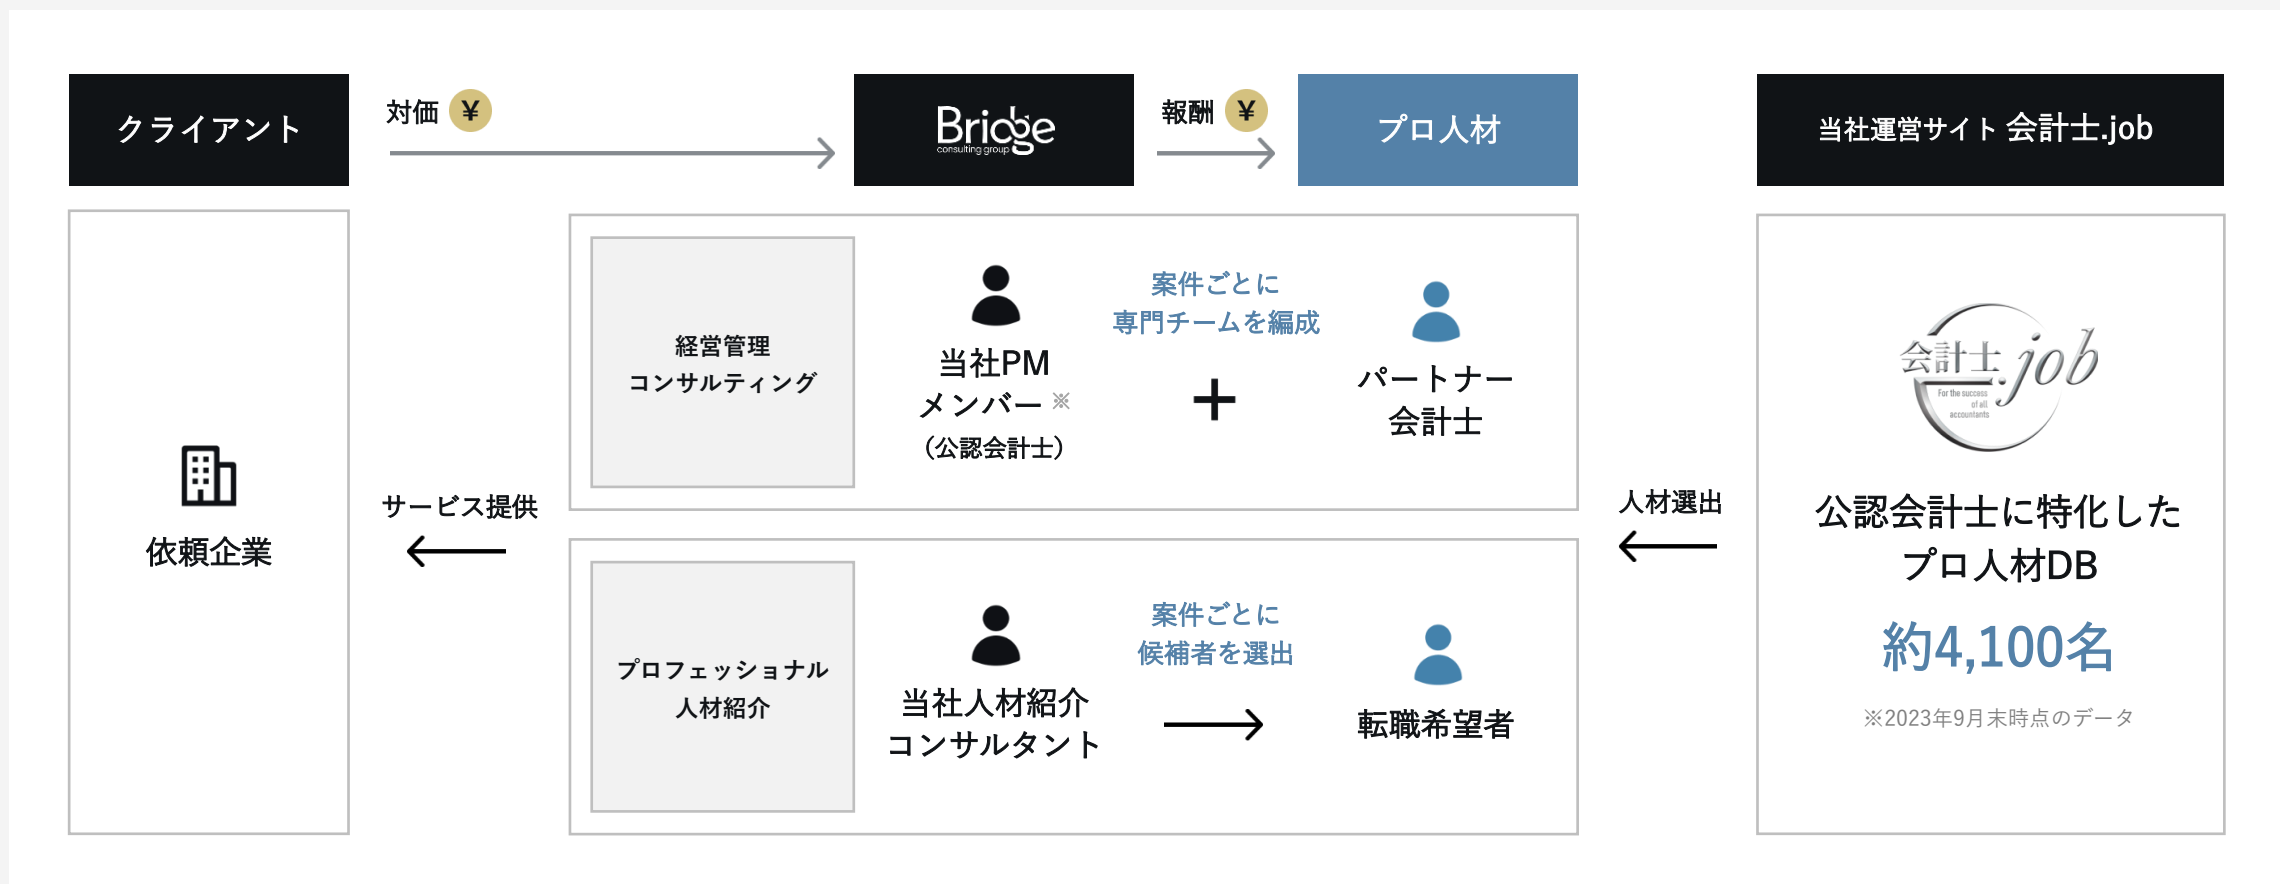 クライアント
対価 ¥
Bridge
consulting group
報酬 ¥
プロ人材
当社運営サイト 会計士.job
依頼企業
サービス提供
経営管理
コンサルティング
当社PM
メンバー※
（公認会計士）
案件ごとに
専門チームを編成
+
パートナー
会計士
プロフェッショナル
人材紹介
当社人材紹介
コンサルタント
案件ごとに
候補者を選出
転職希望者
人材選出
会計士.job
For the success
of all
accountants
公認会計士に特化した
プロ人材DB
約4,100名
※2023年9月末時点のデータ